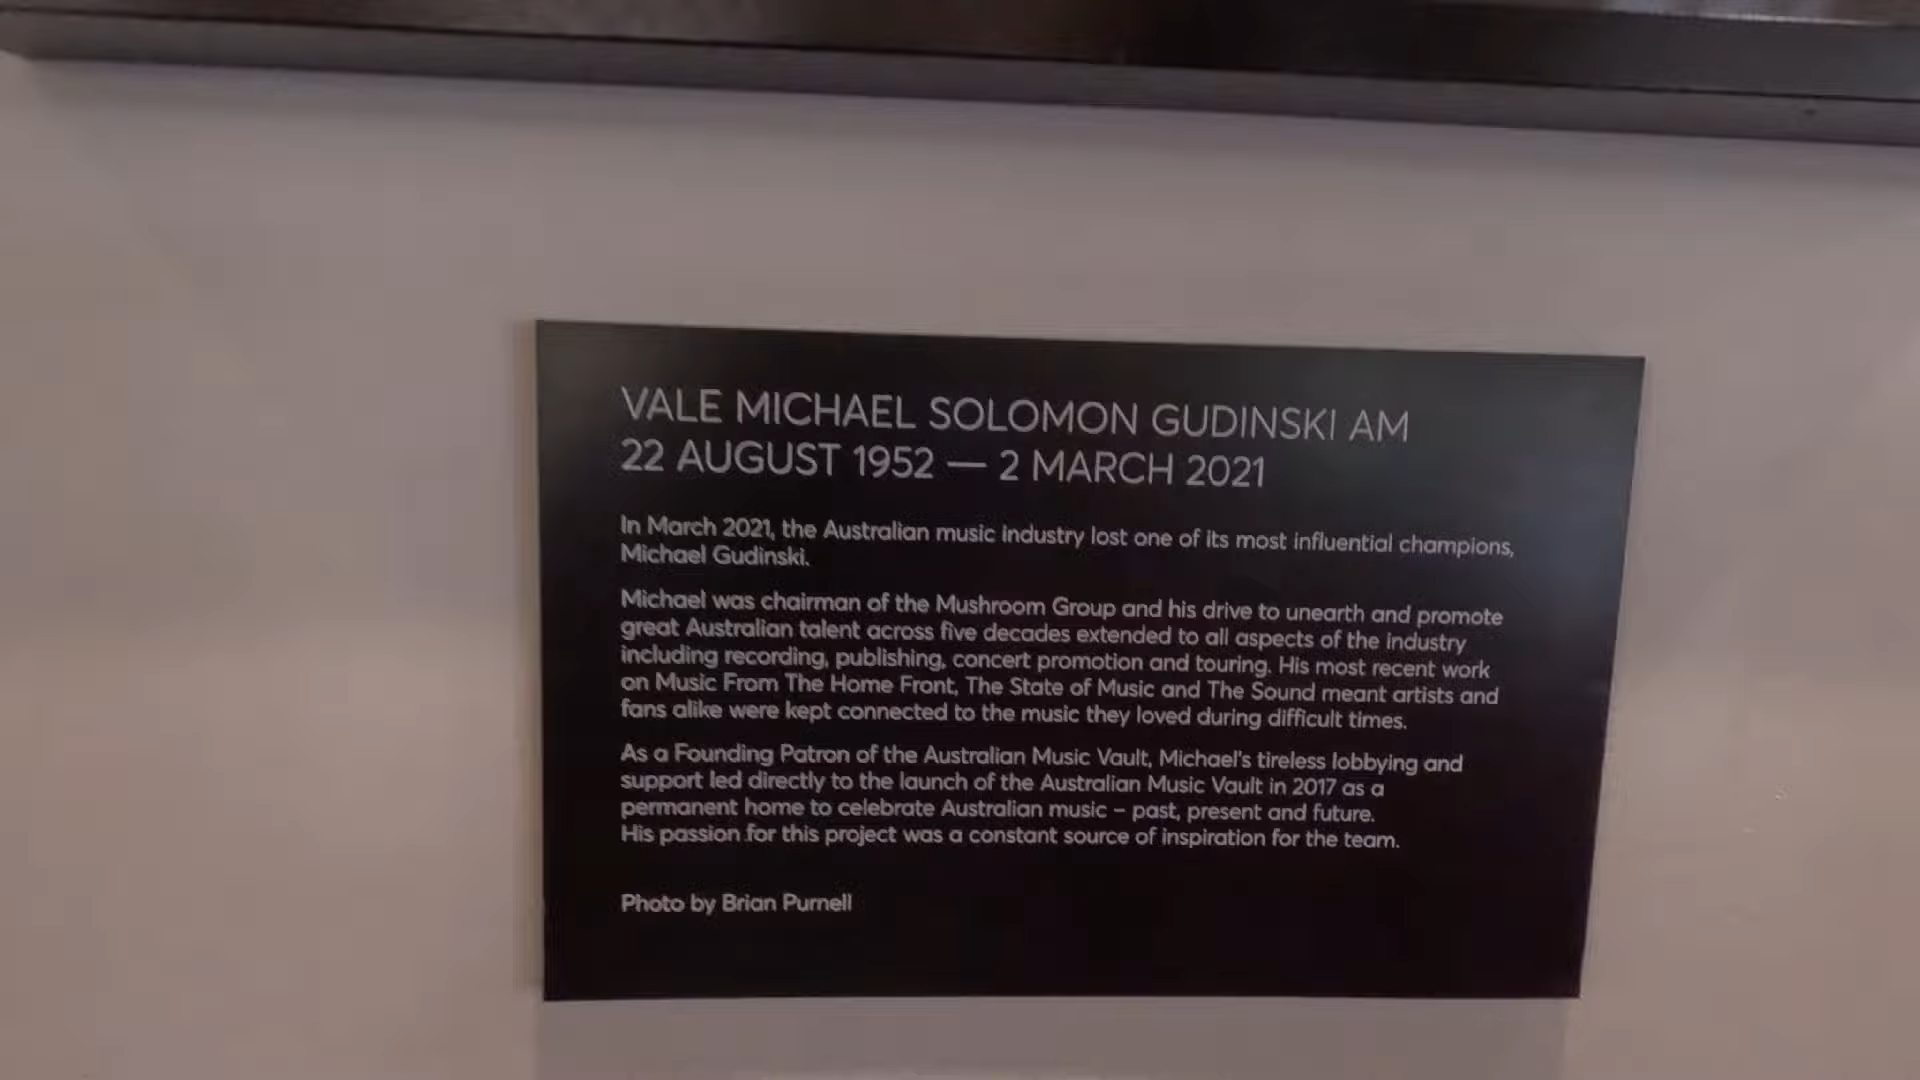 VALE MICHAEL SOLOMON GUDINSKI AM
22 AUGUST 1952 — 2 MARCH 2021
In March 2021, the Australian music industry lost one of its most influential champions,
Michael Gudinski.
Michael was chairman of the Mushroom Group and his drive to unearth and promote
great Australian talent across five decades extended to all aspects of the industry
including recording, publishing, concert promotion and touring. His most recent work
on Music From The Home Front, The State of Music and The Sound meant artists and
fans alike were kept connected to the music they loved during difficult times.
As a Founding Patron of the Australian Music Vault, Michael's tireless lobbying and
support led directly to the launch of the Australian Music Vault in 2017 as a
permanent home to celebrate Australian music – past, present and future.
His passion for this project was a constant source of inspiration for the team.
Photo by Brian Purnell